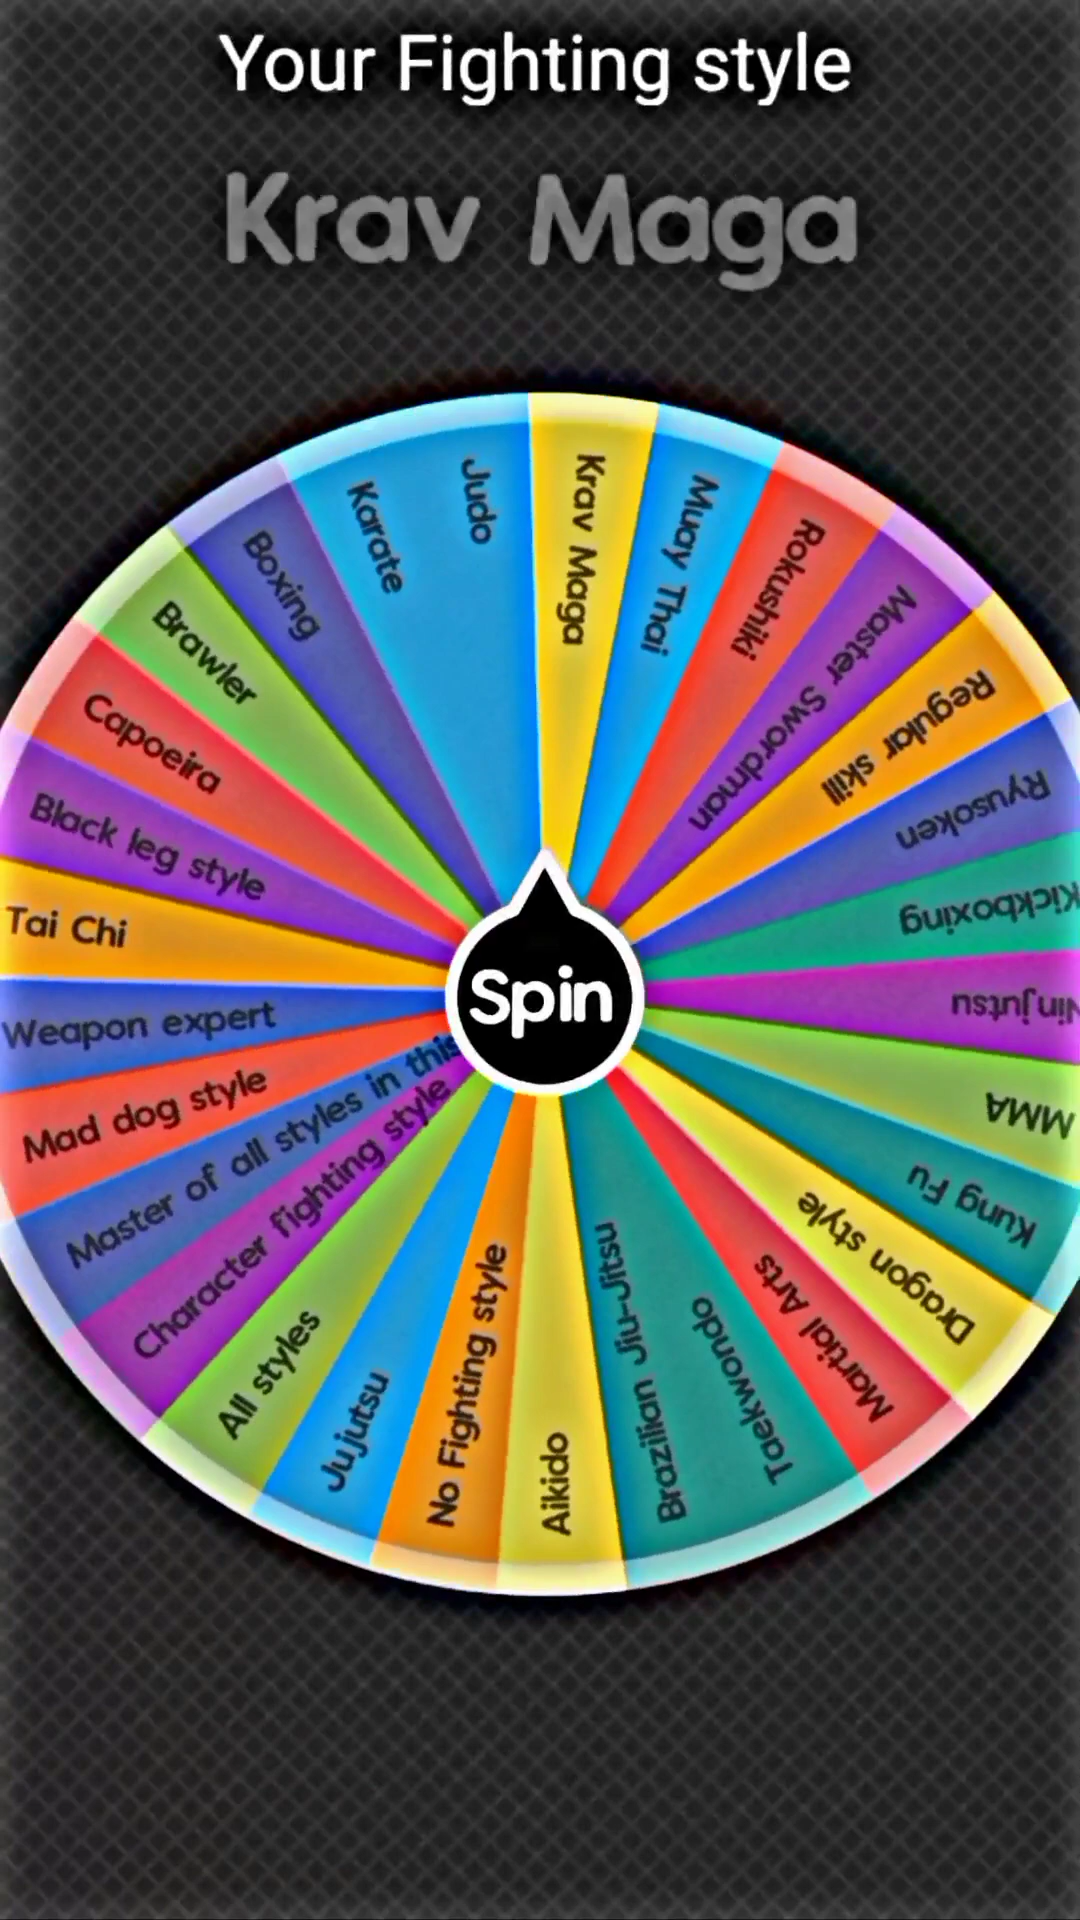 Your Fighting style
Krav Maga
Krav Maga
Muay Thai
Rokushiki
Master Swordman
Regular skill
Ryusoken
Kickboxing
Ninjutsu
MMA
Kung Fu
Dragon style
Martial Arts
Taekwondo
Brazilian Jiu-Jitsu
Aikido
No Fighting style
Jujutsu
All styles
Character fighting style
Master of all styles in this
Mad dog style
Weapon expert
Tai Chi
Black leg style
Capoeira
Brawler
Boxing
Karate
Judo
Spin